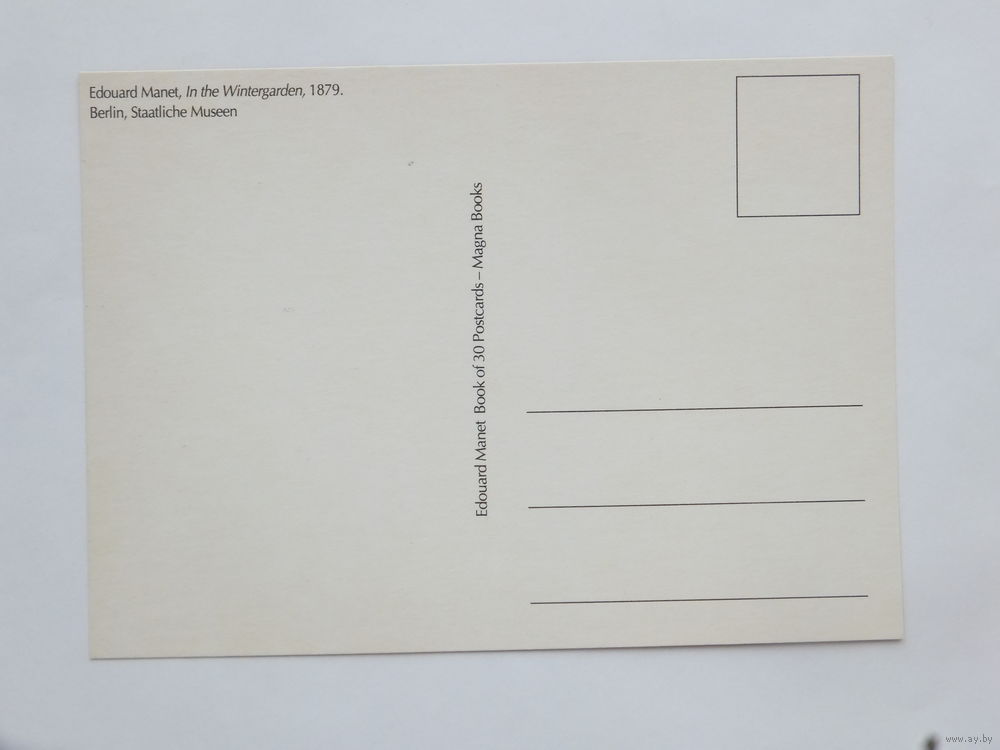 Edouard Manet, In the Wintergarden, 1879.
Berlin, Staatliche Museen
Edouard Manet Book of 30 Postcards – Magna Books
www.ay.by